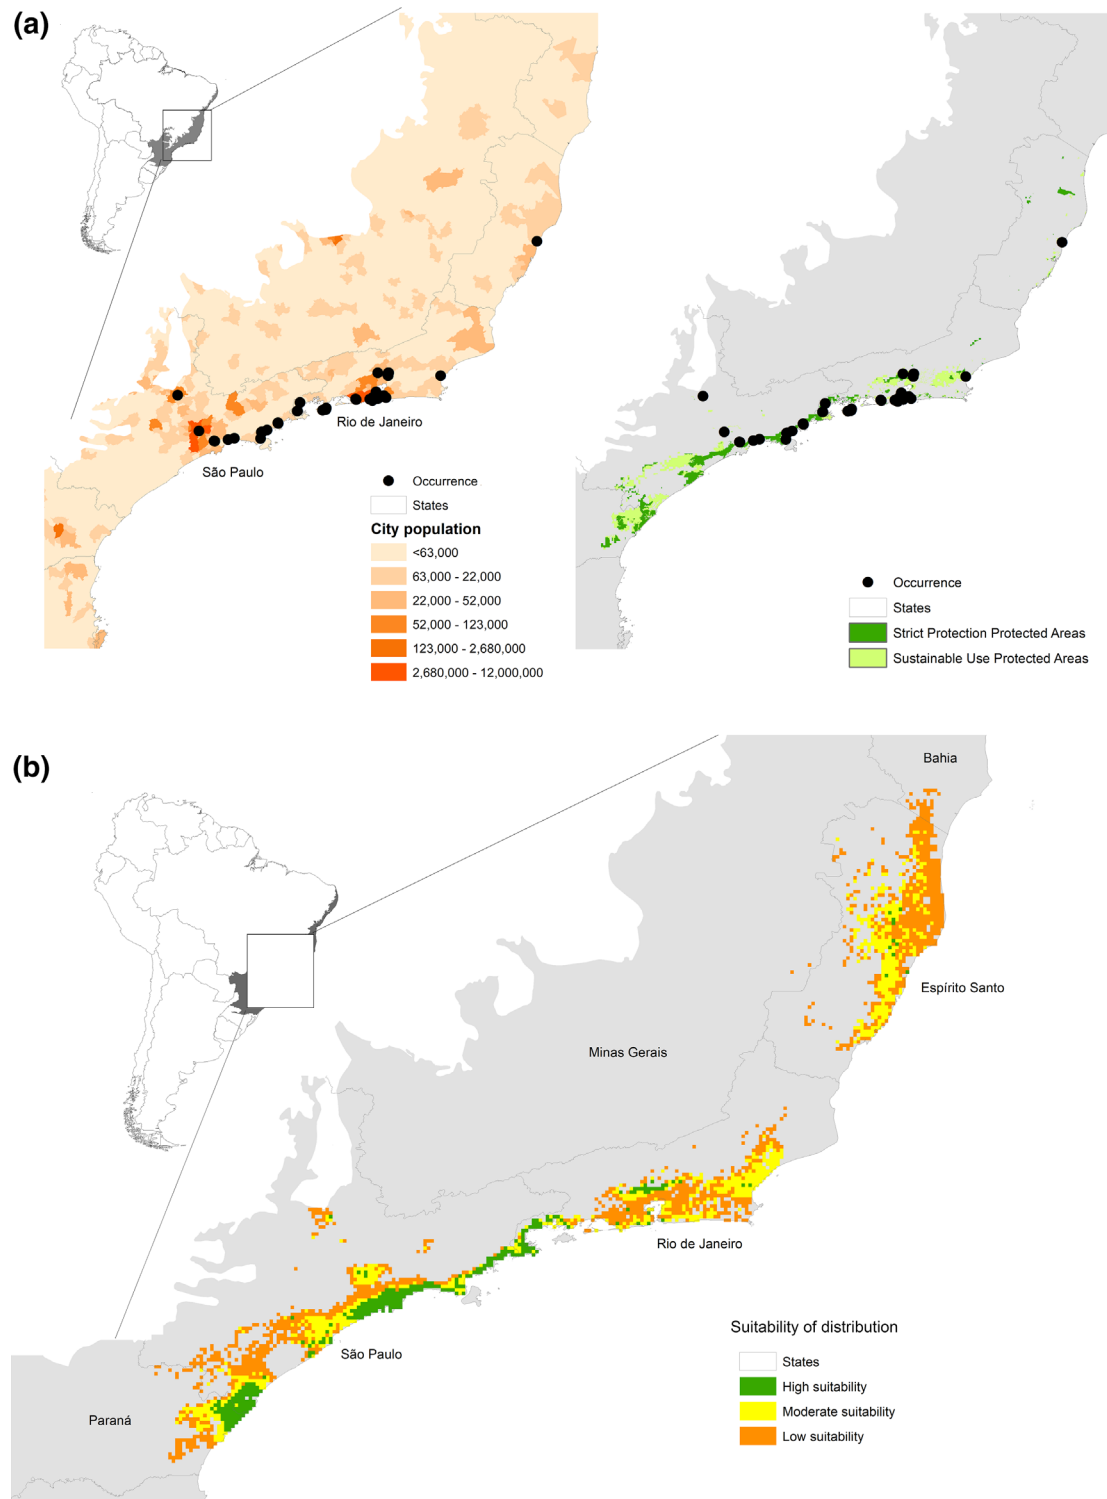 (a)
Rio de Janeiro
São Paulo
Occurrence
States
City population
<63,000
63,000 - 22,000
22,000 - 52,000
52,000 - 123,000
123,000 - 2,680,000
2,680,000 - 12,000,000
Occurrence
States
Strict Protection Protected Areas
Sustainable Use Protected Areas
(b)
Bahia
Espírito Santo
Minas Gerais
Rio de Janeiro
São Paulo
Paraná
Suitability of distribution
States
High suitability
Moderate suitability
Low suitability